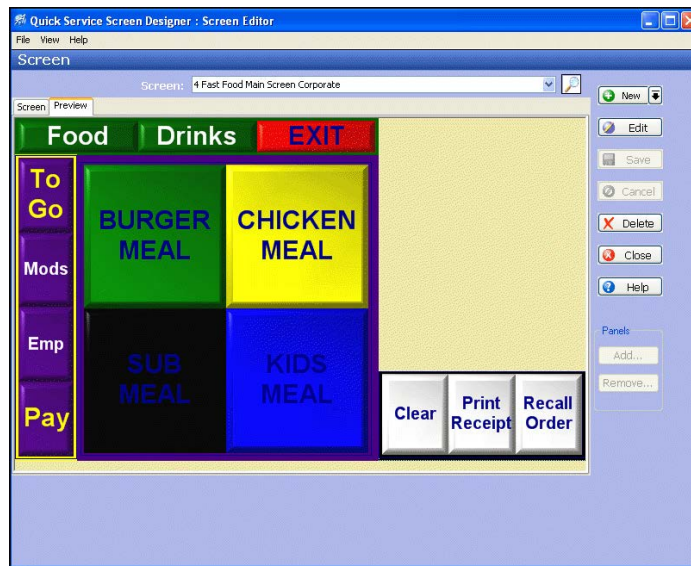 Quick Service Screen Designer : Screen Editor
File View Help
Screen
Screen: 4 Fast Food Main Screen Corporate
Screen Preview
New
Edit
Save
Cancel
Delete
Close
Help
Panels
Add...
Remove...
Food Drinks EXIT
To
Go
Mods
Emp
Pay
BURGER
MEAL
CHICKEN
MEAL
SUB
MEAL
KIDS
MEAL
Clear
Print
Receipt
Recall
Order